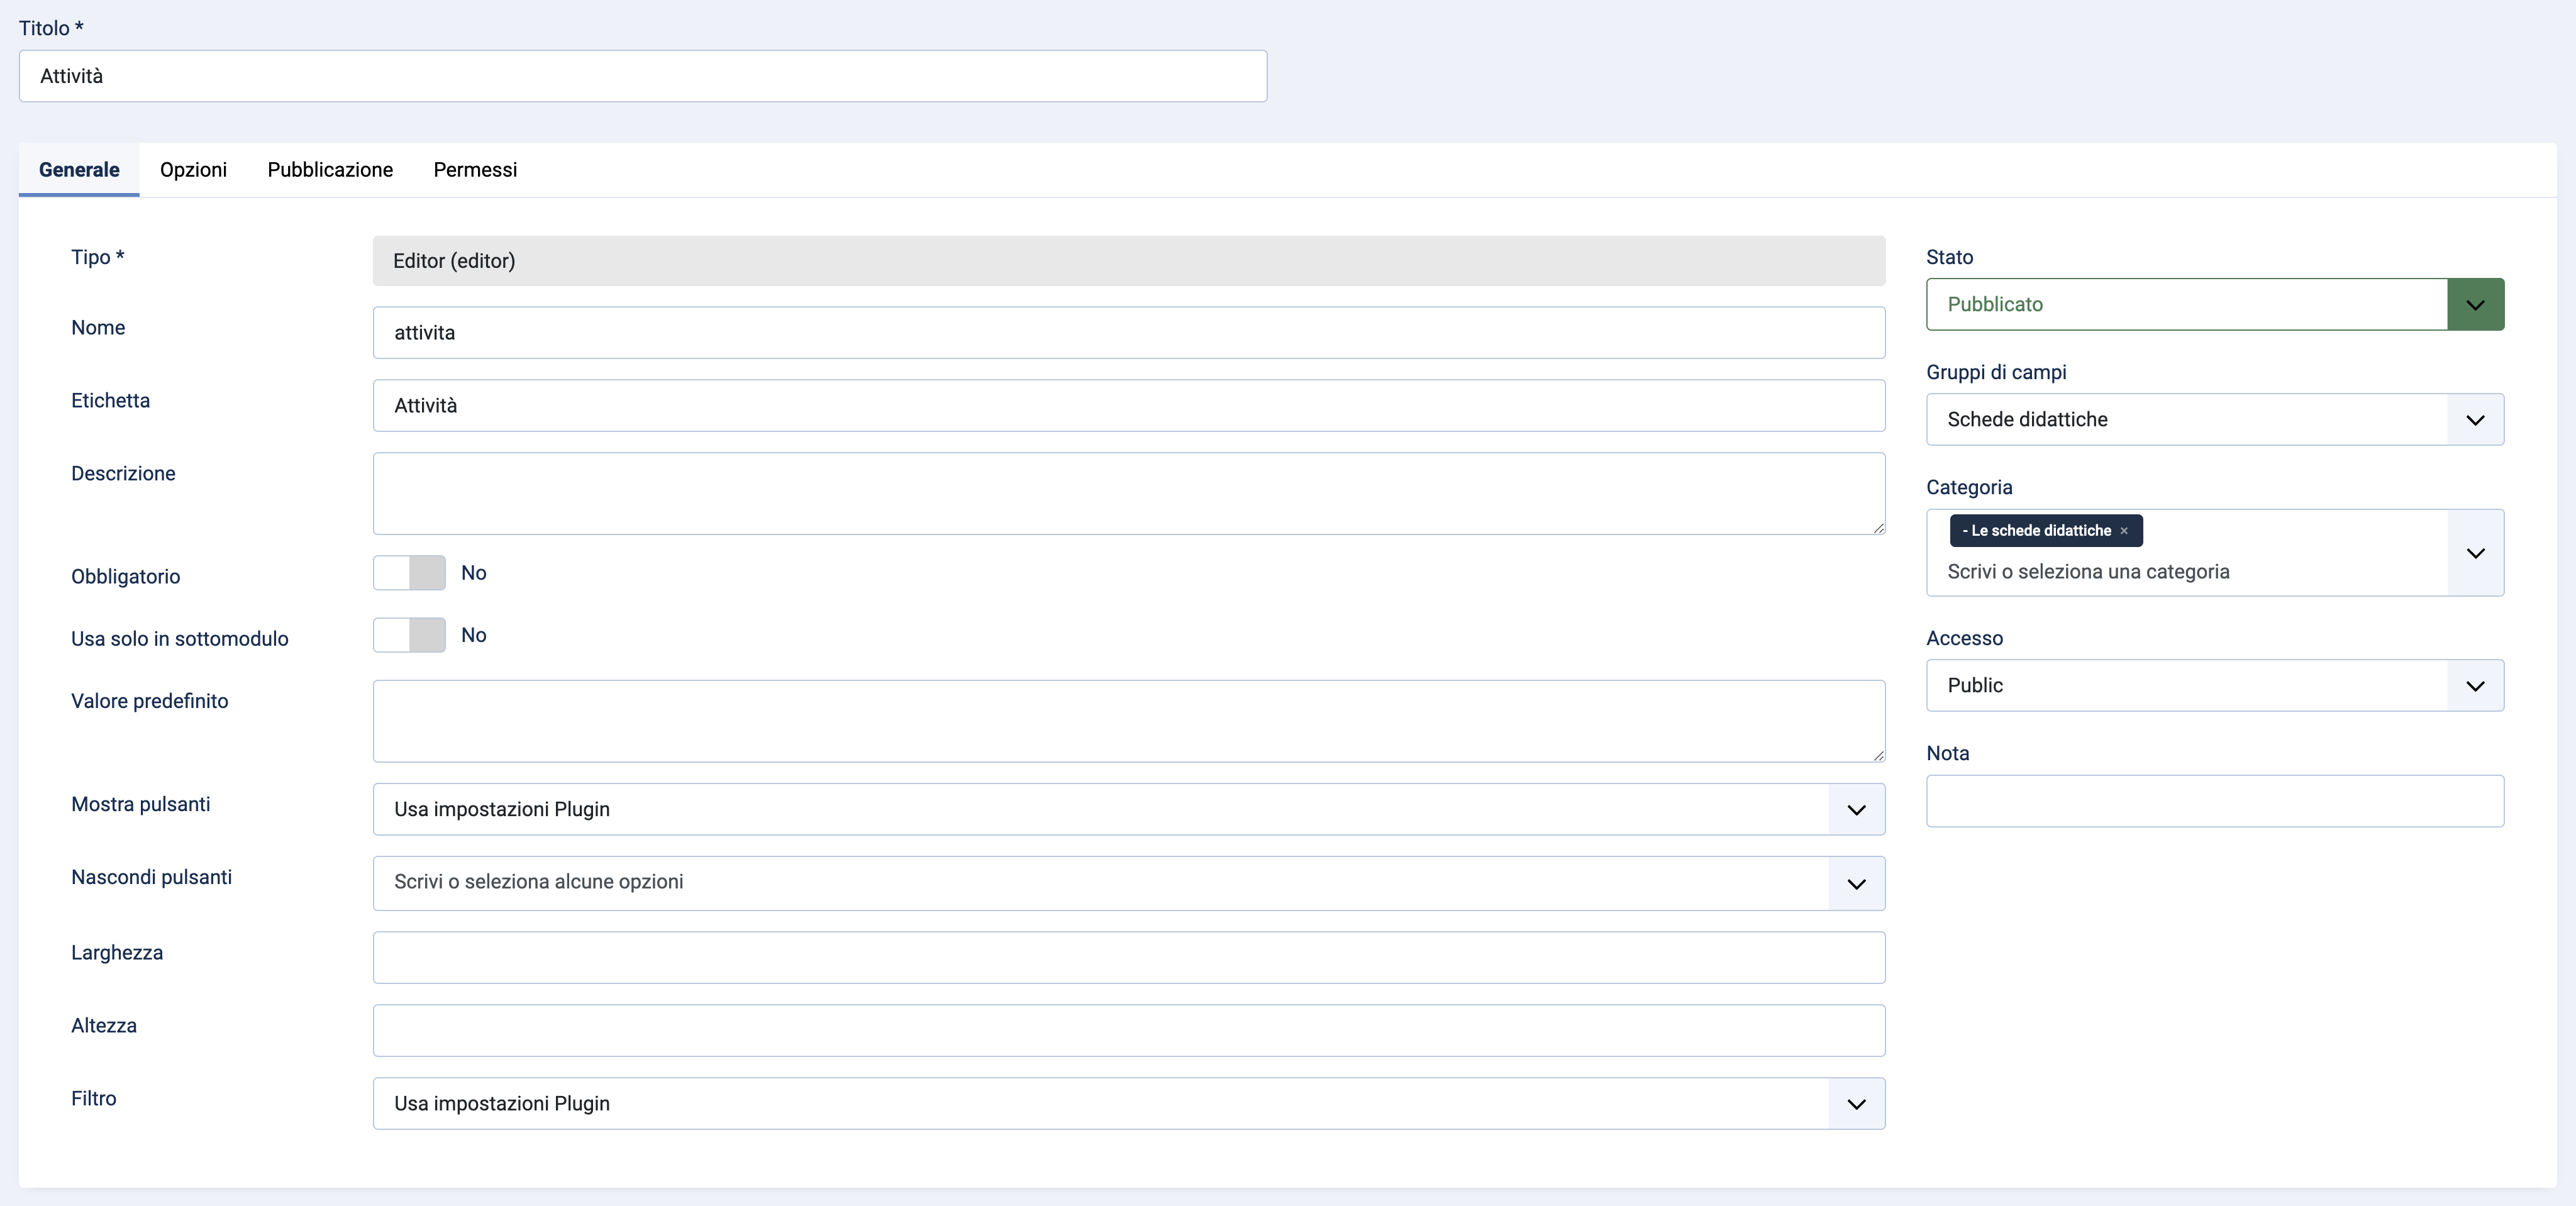 Titolo *
Attività
Generale
Opzioni
Pubblicazione
Permessi
Tipo *
Editor (editor)
Nome
attivita
Etichetta
Attività
Descrizione
Obbligatorio
No
Usa solo in sottomodulo
No
Valore predefinito
Mostra pulsanti
Usa impostazioni Plugin
Nascondi pulsanti
Scrivi o seleziona alcune opzioni
Larghezza
Altezza
Filtro
Usa impostazioni Plugin
Stato
Pubblicato
Gruppi di campi
Schede didattiche
Categoria
- Le schede didattiche ×
Scrivi o seleziona una categoria
Accesso
Public
Nota